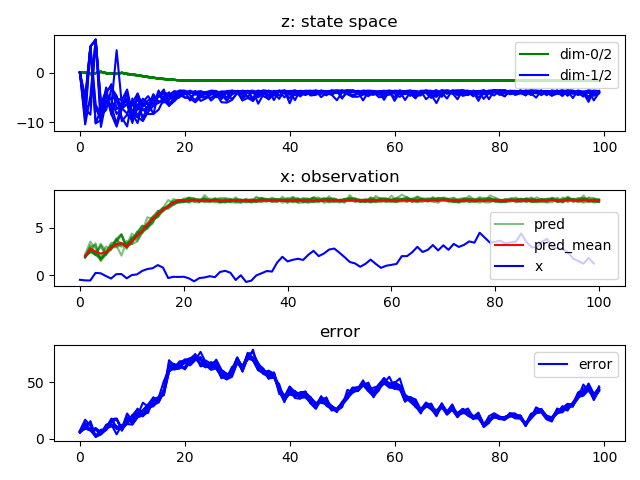 z: state space
0
−10
dim-0/2
dim-1/2
0 20 40 60 80 100
x: observation
5
0
pred
pred_mean
x
0 20 40 60 80 100
error
50
0
error
0 20 40 60 80 100